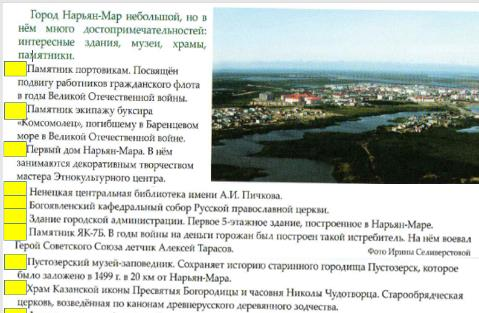 Город Нарьян-Мар небольшой, но в
нём много достопримечательностей:
интересные здания, музеи, храмы,
памятники.
Памятник портовикам. Посвящён
подвигу работников гражданского флота
в годы Великой Отечественной войны.
Памятник экипажу буксира
«Комсомолец», погибшему в Баренцевом
море в Великой Отечественной войне.
Первый дом Нарьян-Мара. В нём
занимаются декоративным творчеством
мастера Этнокультурного центра.
Ненецкая центральная библиотека имени А.И. Пичкова.
Богоявленский кафедральный собор Русской православной церкви.
Здание городской администрации. Первое 5-этажное здание, построенное в Нарьян-Маре.
Памятник ЯК-7Б. В годы войны на деньги горожан был построен такой истребитель. На нём воевал
Герой Советского Союза летчик Алексей Тарасов.
Фото Ирины Селиверстовой
Пустозерский музей-заповедник. Сохраняет историю старинного городища Пустозерск, которое
было заложено в 1499 г. в 20 км от Нарьян-Мара.
Храм Казанской иконы Пресвятыя Богородицы и часовня Николы Чудотворца. Старообрядческая
церковь, возведённая по канонам древнерусского деревянного зодчества.